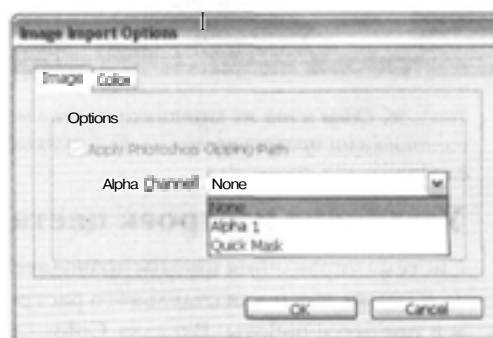 Image Import Options
Image Color
Options
Apply Photoshop Clipping Path
Alpha Channel None
None
Alpha 1
Quick Mask
OK Cancel